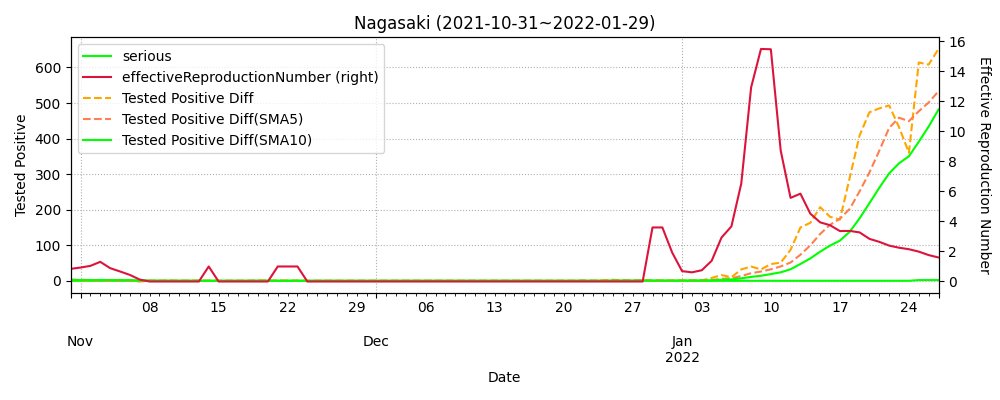 Nagasaki (2021-10-31~2022-01-29)
serious
effectiveReproductionNumber (right)
Tested Positive Diff
Tested Positive Diff(SMA5)
Tested Positive Diff(SMA10)
Tested Positive
600
500
400
300
200
100
0
16
14
12
10
8
6
4
2
0
Effective Reproduction Number
08 15 22 29 06 13 20 27 03 10 17 24
Nov Dec Jan
2022
Date